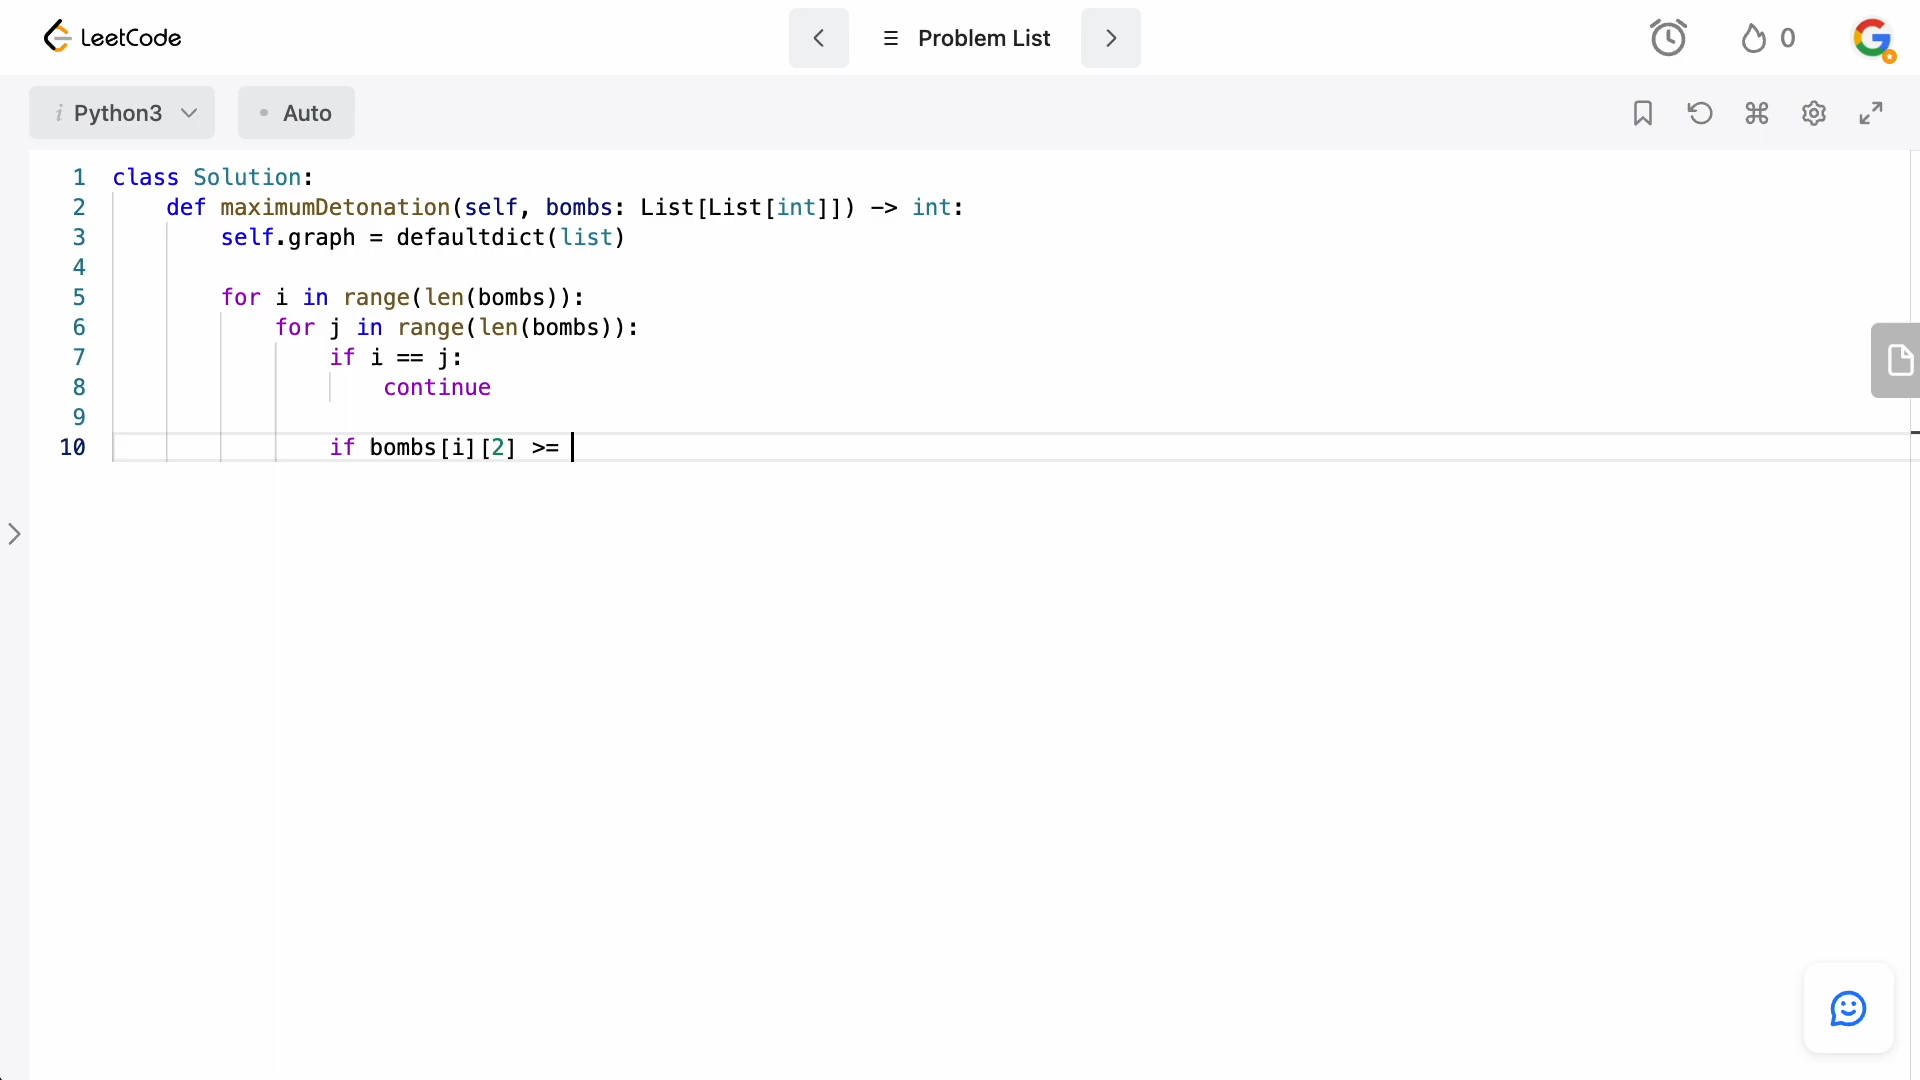 LeetCode
Problem List
0
i Python3
Auto
1 class Solution:
2 def maximumDetonation(self, bombs: List[List[int]]) -> int:
3 self.graph = defaultdict(list)
4
5 for i in range(len(bombs)):
6 for j in range(len(bombs)):
7 if i == j:
8 continue
9
10 if bombs[i][2] >=